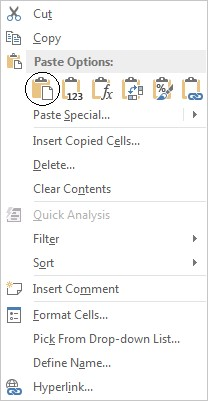 Cut
Copy
Paste Options:
123 fx %
Paste Special...
Insert Copied Cells...
Delete...
Clear Contents
Quick Analysis
Filter
Sort
Insert Comment
Format Cells...
Pick From Drop-down List...
Define Name...
Hyperlink...